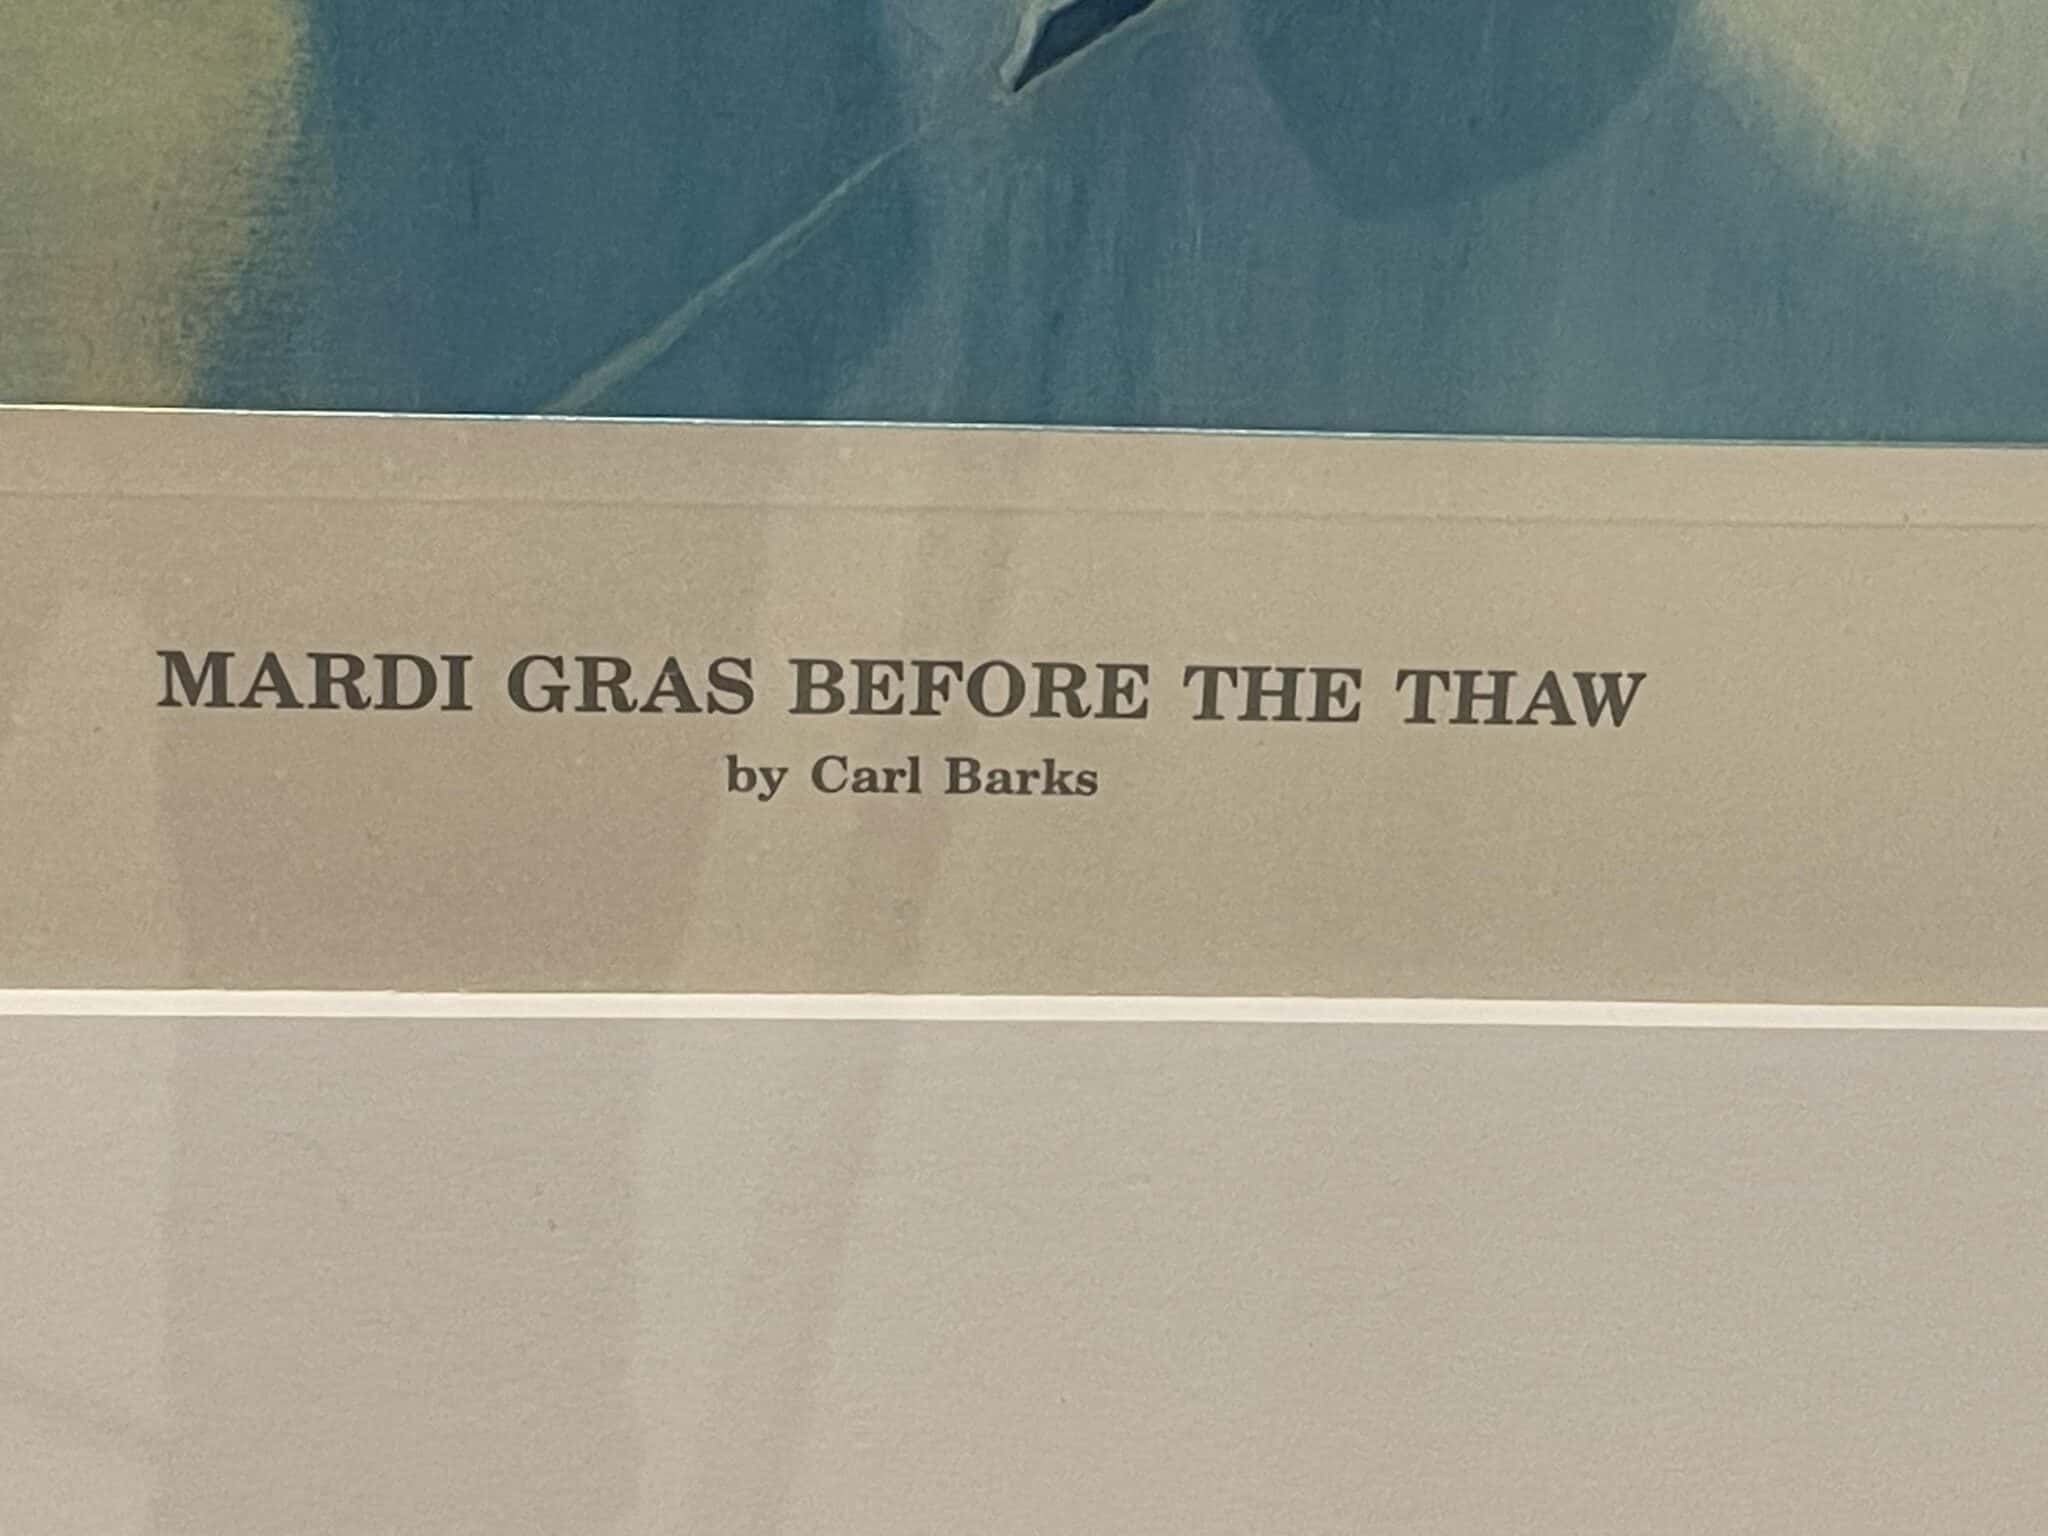 MARDI GRAS BEFORE THE THAW
by Carl Barks